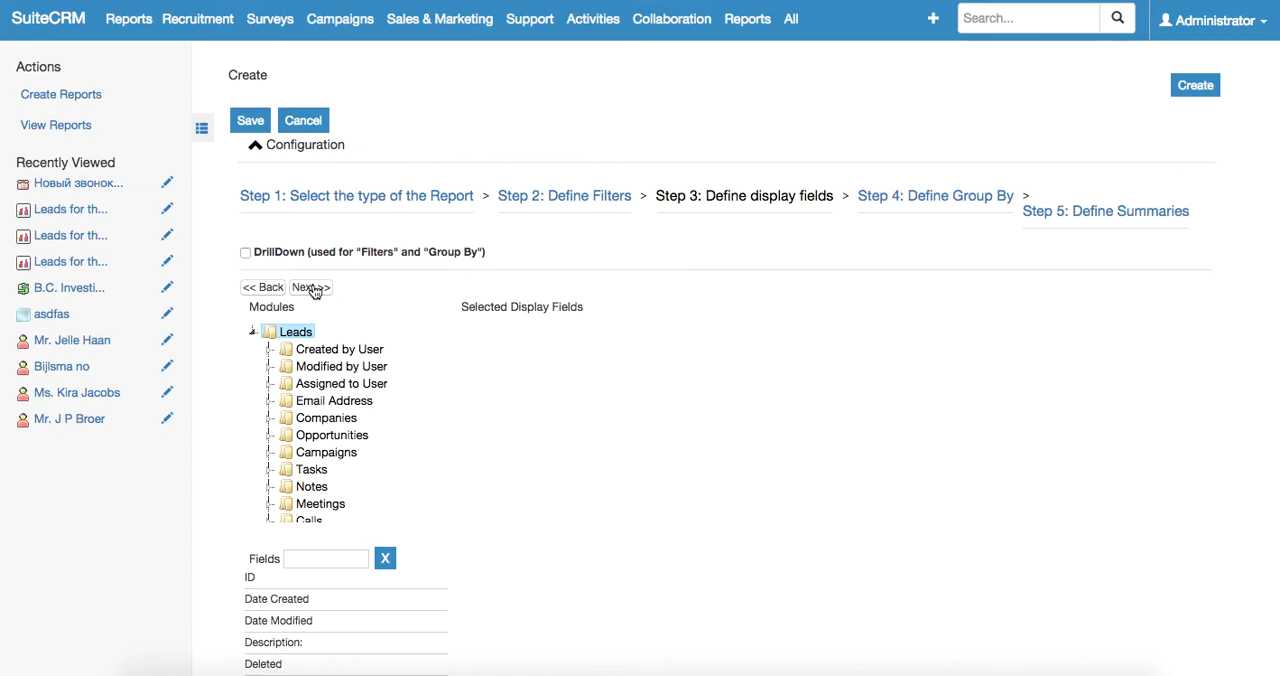 SuiteCRM Reports Recruitment Surveys Campaigns Sales & Marketing Support Activities Collaboration Reports All + Search... Administrator
Actions
Create Reports
View Reports
Recently Viewed
Новый звонок...
Leads for th...
Leads for th...
Leads for th...
B.C. Investi...
asdfas
Mr. Jelle Haan
Bijlsma no
Ms. Kira Jacobs
Mr. J P Broer
Create
Create
Save Cancel
Configuration
Step 1: Select the type of the Report > Step 2: Define Filters > Step 3: Define display fields > Step 4: Define Group By >
Step 5: Define Summaries
DrillDown (used for "Filters" and "Group By")
<< Back Next >>
Modules Selected Display Fields
Leads
Created by User
Modified by User
Assigned to User
Email Address
Companies
Opportunities
Campaigns
Tasks
Notes
Meetings
Calls
Fields X
ID
Date Created
Date Modified
Description:
Deleted